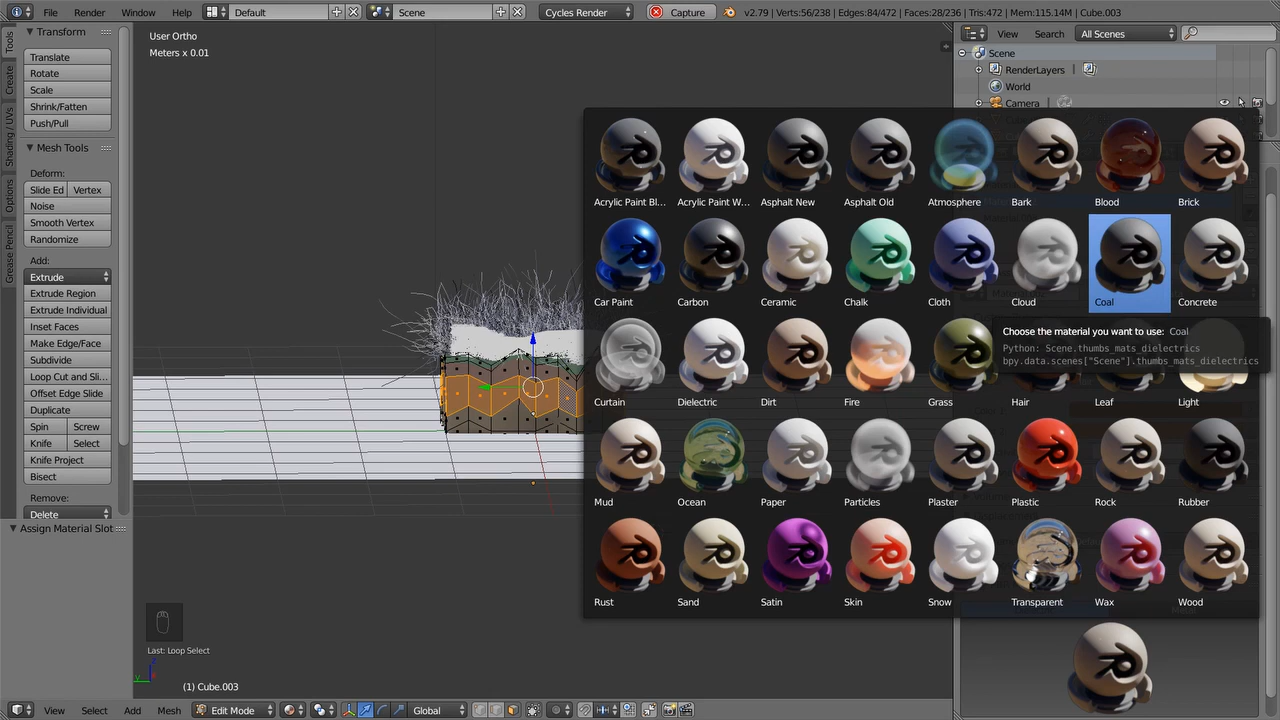 File Render Window Help Default Scene Cycles Render Capture v2.79 | Verts:56/238 | Edges:84/472 | Faces:28/236 | Tris:472 | Mem:115.14M | Cube.003
View Search All Scenes
Tools
Create
Shading / UVs
Options
Grease Pencil
Transform
Translate
Rotate
Scale
Shrink/Fatten
Push/Pull
Mesh Tools
Deform:
Slide Ed Vertex
Noise
Smooth Vertex
Randomize
Add:
Extrude
Extrude Region
Extrude Individual
Inset Faces
Make Edge/Face
Subdivide
Loop Cut and Sli...
Offset Edge Slide
Duplicate
Spin Screw
Knife Select
Knife Project
Bisect
Remove:
Delete
Assign Material Slot
User Ortho
Meters x 0.01
Scene
RenderLayers
World
Camera
Acrylic Paint Bl... Acrylic Paint W... Asphalt New Asphalt Old Atmosphere Bark Blood Brick
Car Paint Carbon Ceramic Chalk Cloth Cloud Coal Concrete
Choose the material you want to use: Coal
Python: Scene.thumbs_mats_dielectrics
bpy.data.scenes["Scene"].thumbs_mats_dielectrics
Curtain Dielectric Dirt Fire Grass Hair Leaf Light
Mud Ocean Paper Particles Plaster Plastic Rock Rubber
Rust Sand Satin Skin Snow Transparent Wax Wood
Last: Loop Select
z
y
(1) Cube.003
View Select Add Mesh Edit Mode Global